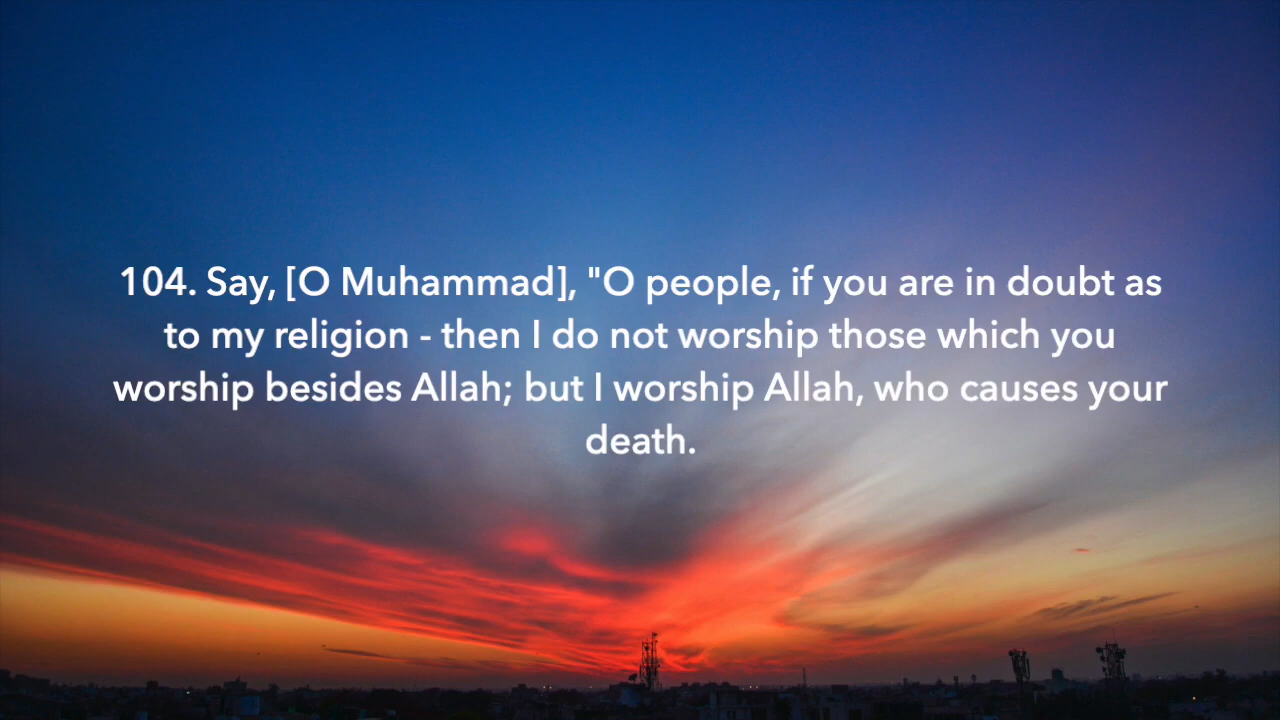 104. Say, [O Muhammad], "O people, if you are in doubt as
to my religion - then I do not worship those which you
worship besides Allah; but I worship Allah, who causes your
death.